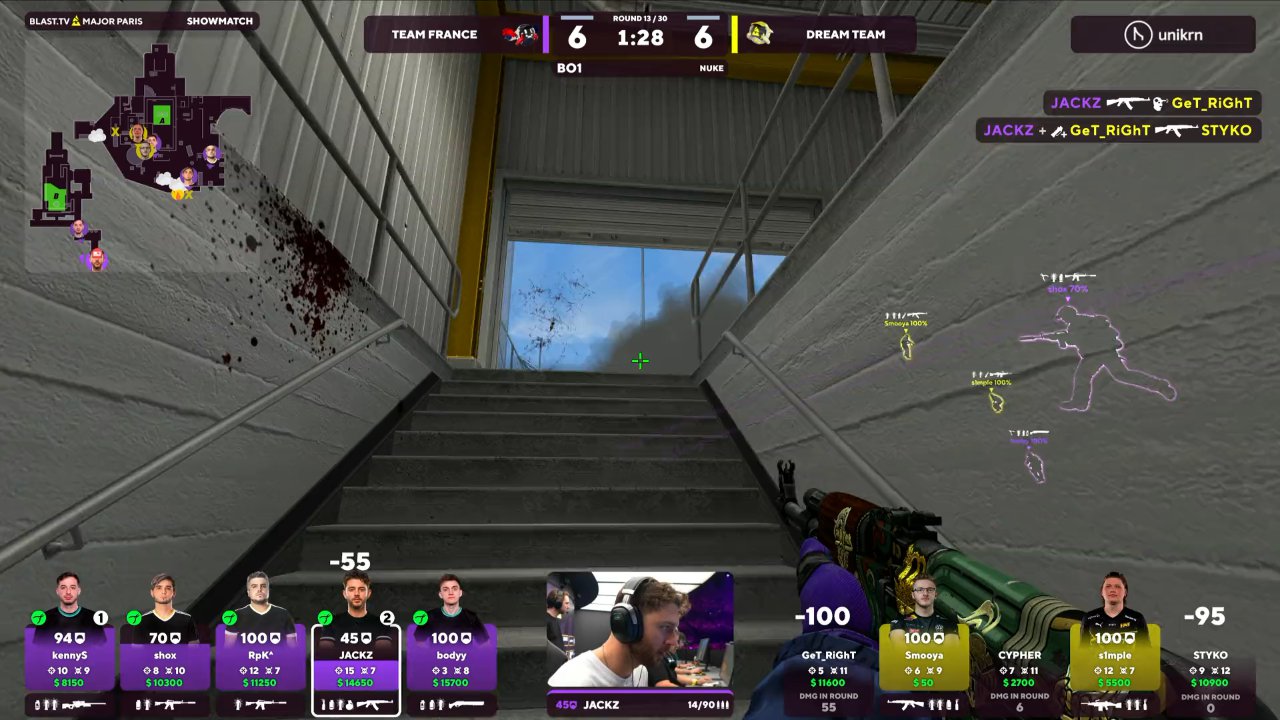 BLAST.TV MAJOR PARIS SHOWMATCH
TEAM FRANCE 6 ROUND 13 / 30 1:28 6 DREAM TEAM
BO1 NUKE
unikrn
JACKZ GeT_RiGhT
JACKZ + GeT_RiGhT STYKO
A
B
shox 70%
Smooya 100%
s1mple 100%
-55
-100
-95
1 2
94 70 100 45 100 100 100
kennyS shox RpK^ JACKZ bodyy GeT_RiGhT Smooya CYPHER s1mple STYKO
10 9 8 10 12 7 15 7 3 8 5 11 6 9 7 11 12 7 9 12
$ 8150 $ 10300 $ 11250 $ 14650 $ 15700 $ 11600 $ 50 $ 2700 $ 5500 $ 10900
DMG IN ROUND DMG IN ROUND DMG IN ROUND
55 6 0
45 JACKZ 14/90